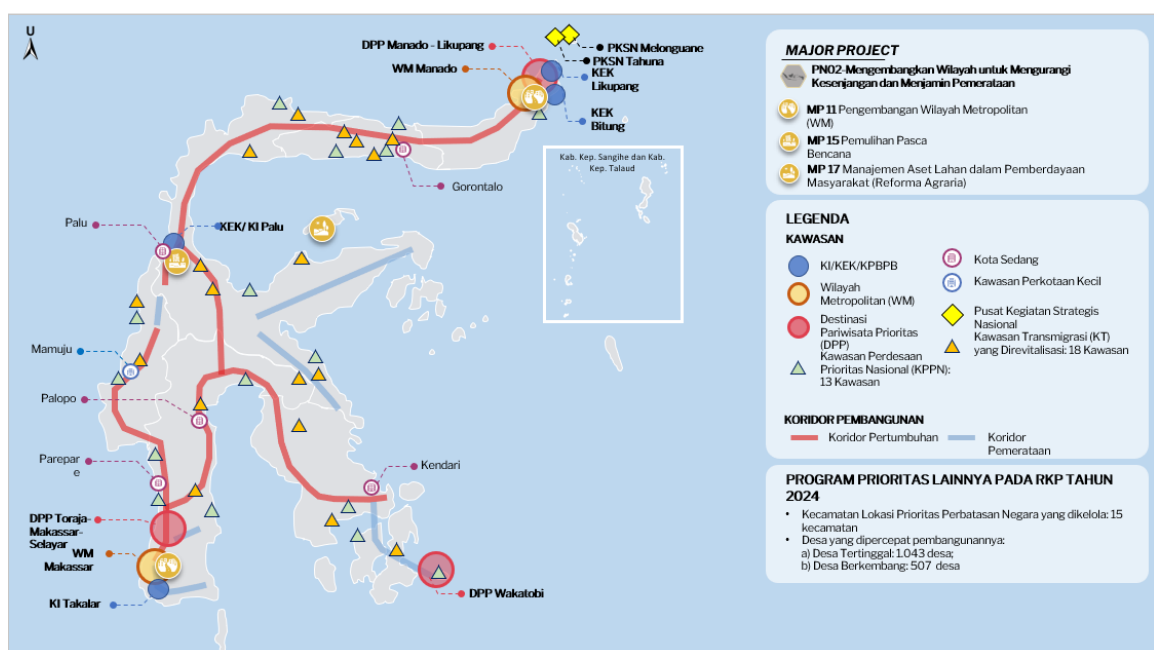 U
DPP Manado - Likupang
PKSN Melonguane
PKSN Tahuna
WM Manado
KEK
Likupang
KEK
Bitung
Kab. Kep. Sangihe dan Kab.
Kep. Talaud
Gorontalo
Palu
KEK/ KI Palu
Mamuju
Palopo
Parepar
e
Kendari
DPP Toraja-
Makassar-
Selayar
WM
Makassar
KI Takalar
DPP Wakatobi
MAJOR PROJECT
PN02-Mengembangkan Wilayah untuk Mengurangi
Kesenjangan dan Menjamin Pemerataan
MP 11 Pengembangan Wilayah Metropolitan
(WM)
MP 15 Pemulihan Pasca
Bencana
MP 17 Manajemen Aset Lahan dalam Pemberdayaan
Masyarakat (Reforma Agraria)
LEGENDA
KAWASAN
KI/KEK/KPBPB
Wilayah
Metropolitan (WM)
Destinasi
Pariwisata Prioritas
(DPP)
Kawasan Perdesaan
Prioritas Nasional (KPPN):
13 Kawasan
Kota Sedang
Kawasan Perkotaan Kecil
Pusat Kegiatan Strategis
Nasional
Kawasan Transmigrasi (KT)
yang Direvitalisasi: 18 Kawasan
KORIDOR PEMBANGUNAN
Koridor Pertumbuhan
Koridor
Pemerataan
PROGRAM PRIORITAS LAINNYA PADA RKP TAHUN
2024
• Kecamatan Lokasi Prioritas Perbatasan Negara yang dikelola: 15
kecamatan
• Desa yang dipercepat pembangunannya:
a) Desa Tertinggal: 1.043 desa;
b) Desa Berkembang: 507 desa